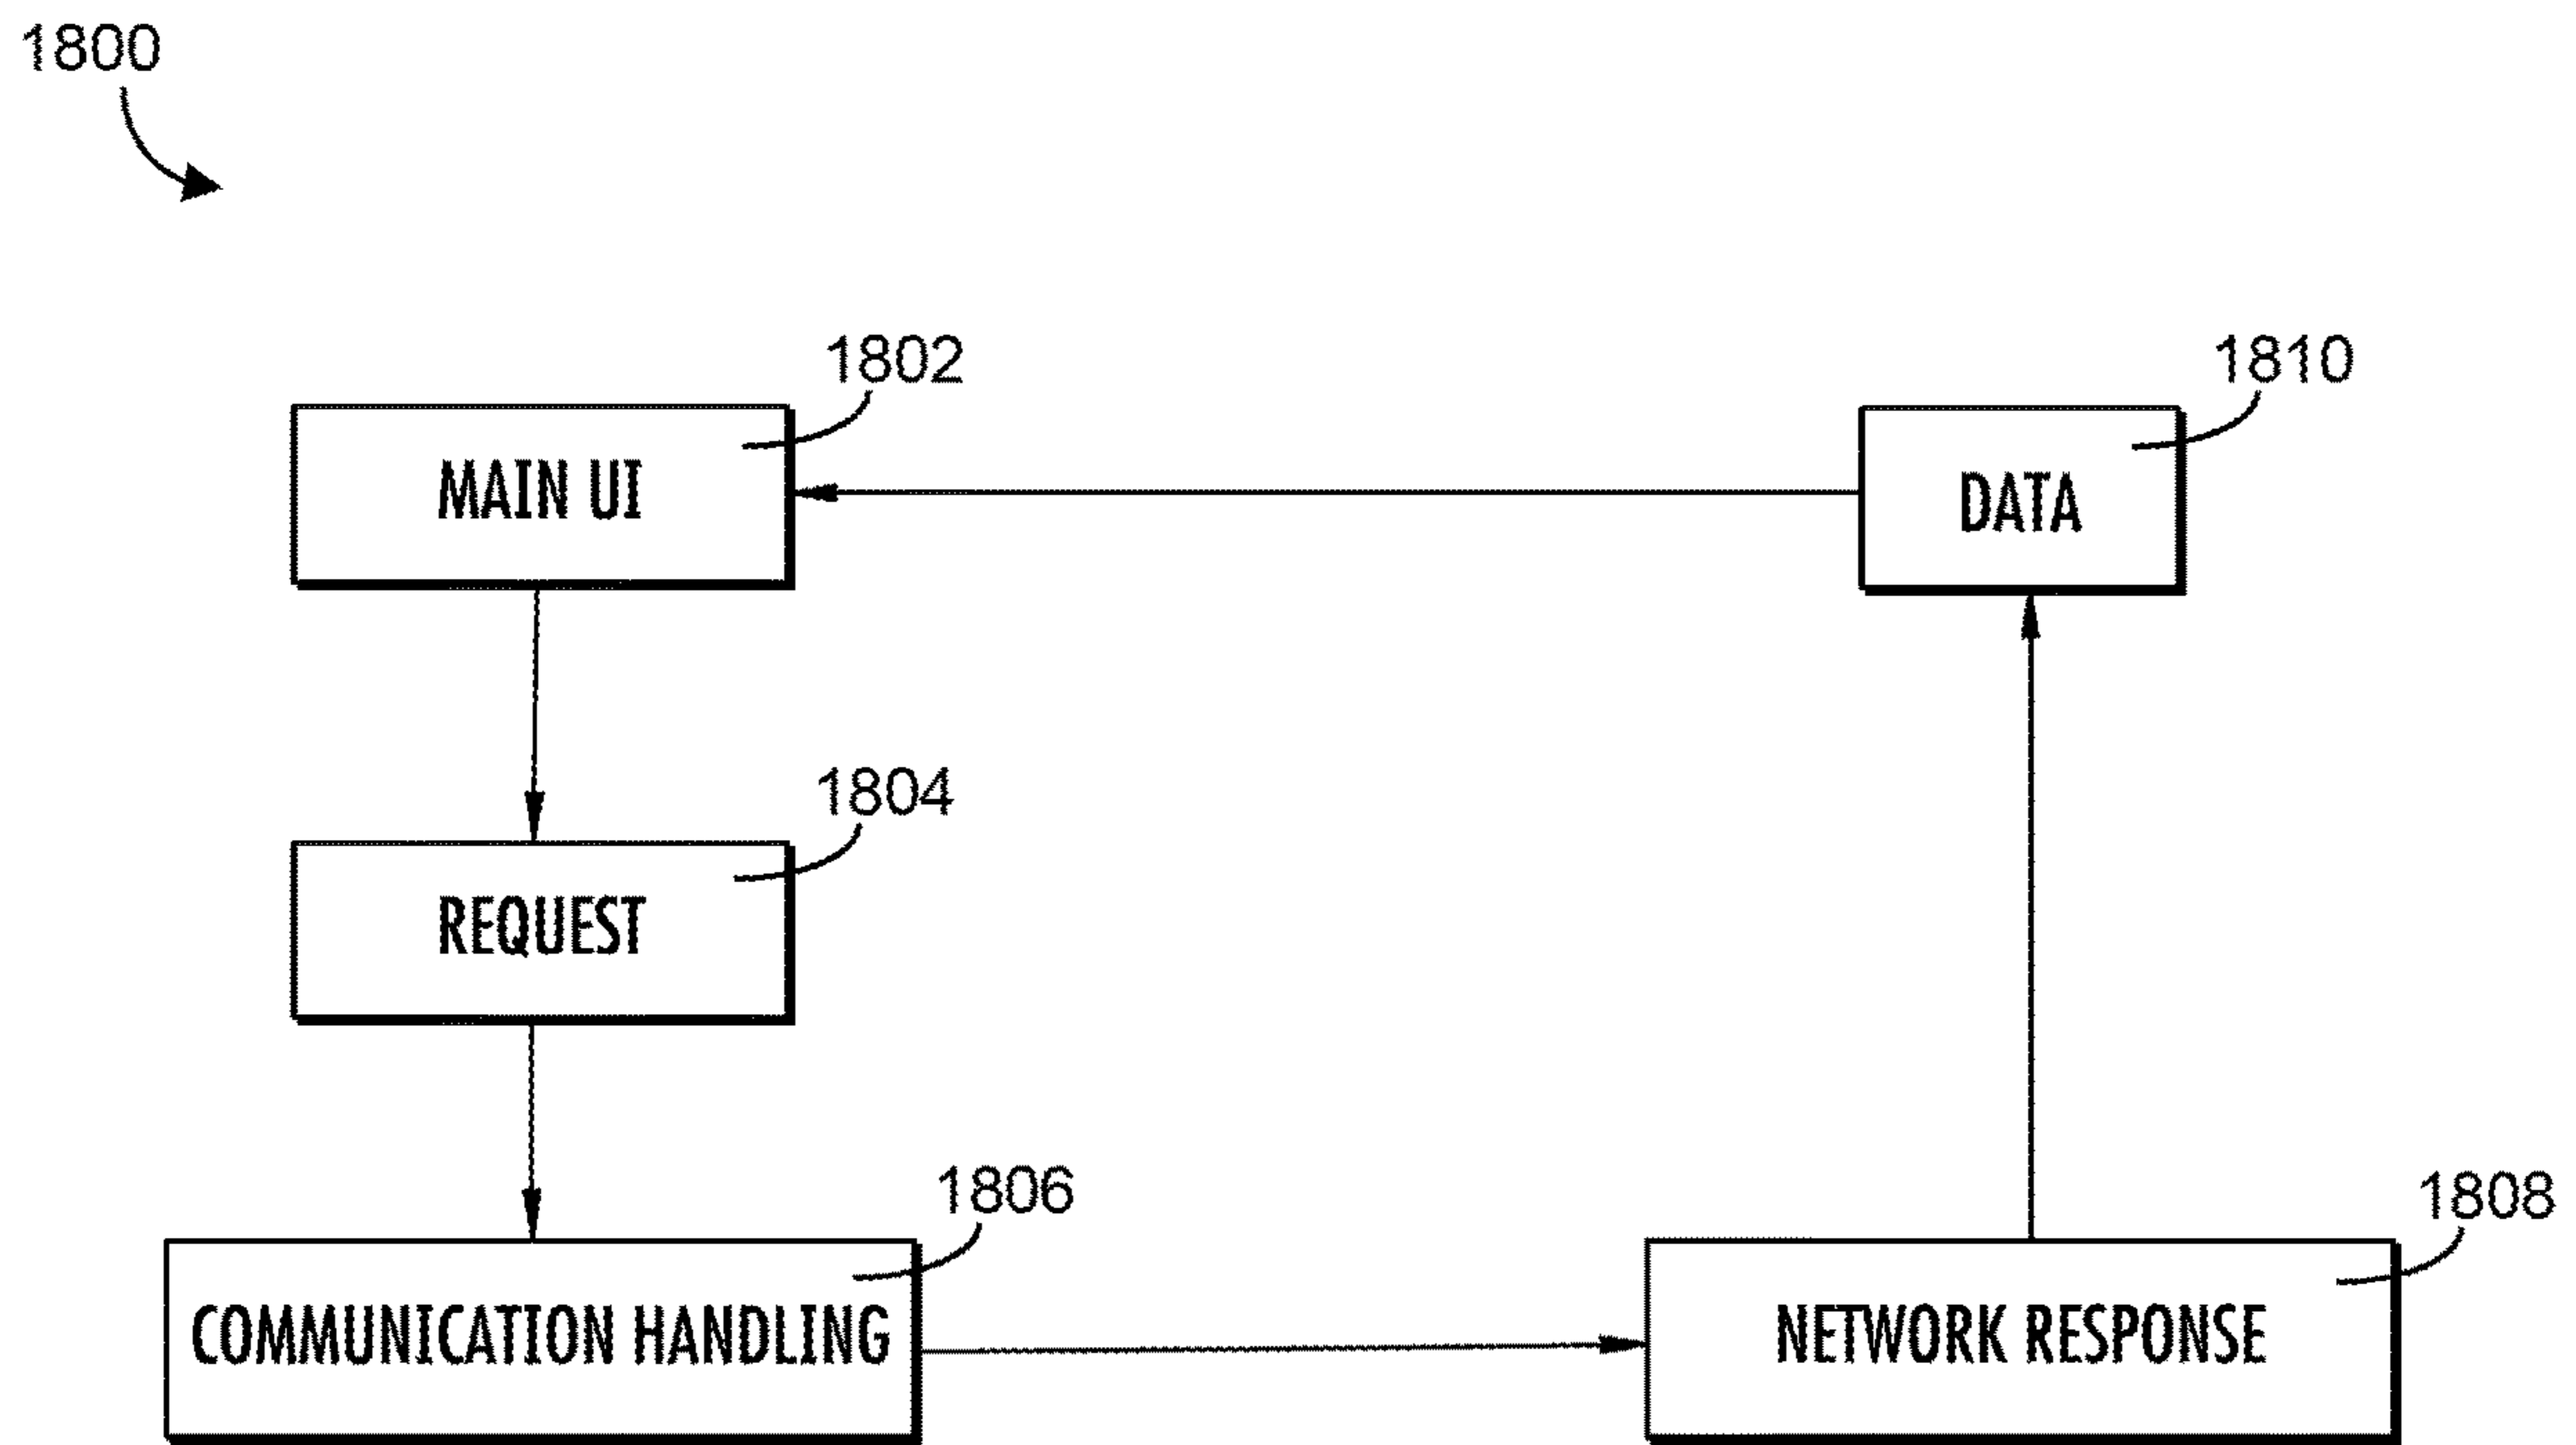 1800
1802
1810
MAIN UI
DATA
1804
REQUEST
1806
1808
COMMUNICATION HANDLING
NETWORK RESPONSE